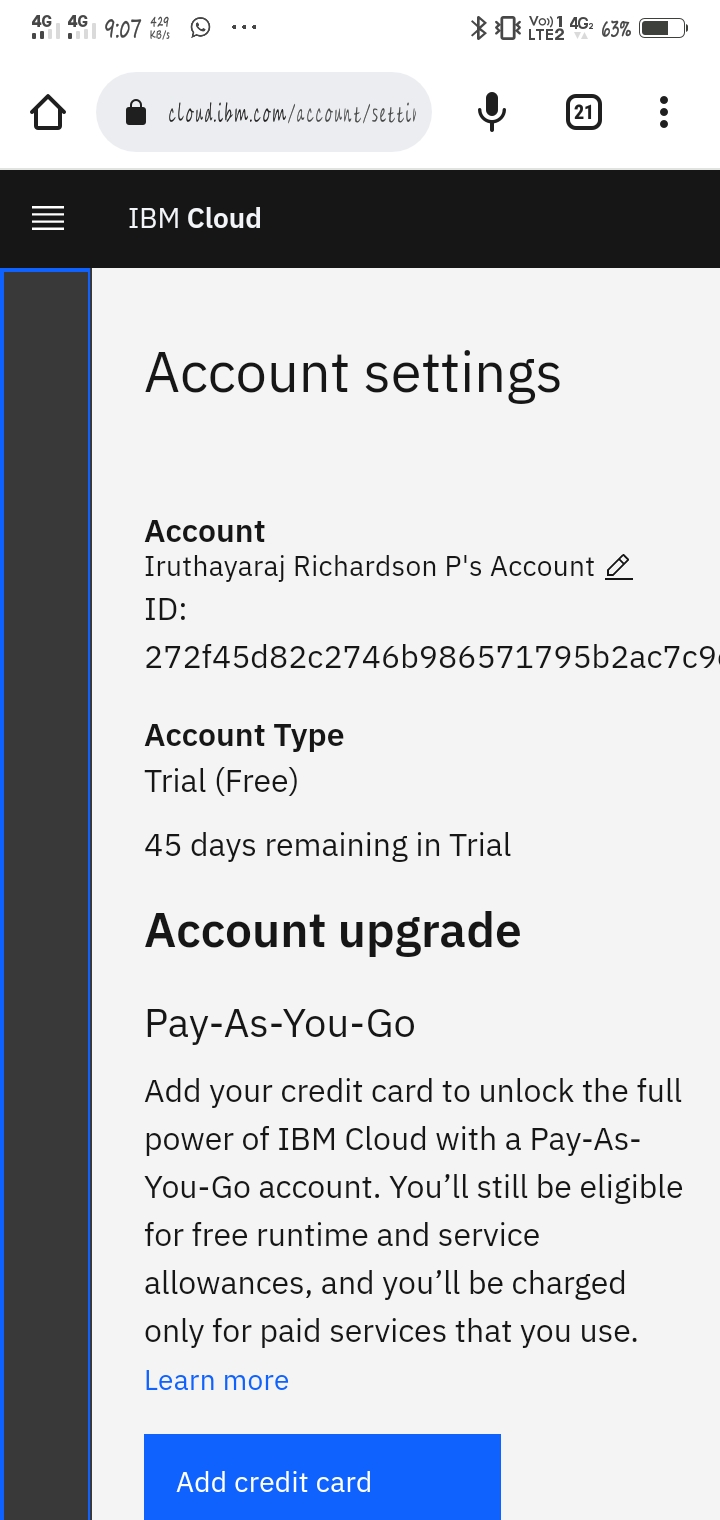 4G 4G 9:07 429 KB/s Vo)) 1 LTE2 4G2 63%
cloud.ibm.com/account/settin 21
IBM Cloud
Account settings
Account
Iruthayaraj Richardson P's Account
ID:
272f45d82c2746b986571795b2ac7c9
Account Type
Trial (Free)
45 days remaining in Trial
Account upgrade
Pay-As-You-Go
Add your credit card to unlock the full
power of IBM Cloud with a Pay-As-
You-Go account. You’ll still be eligible
for free runtime and service
allowances, and you’ll be charged
only for paid services that you use.
Learn more
Add credit card